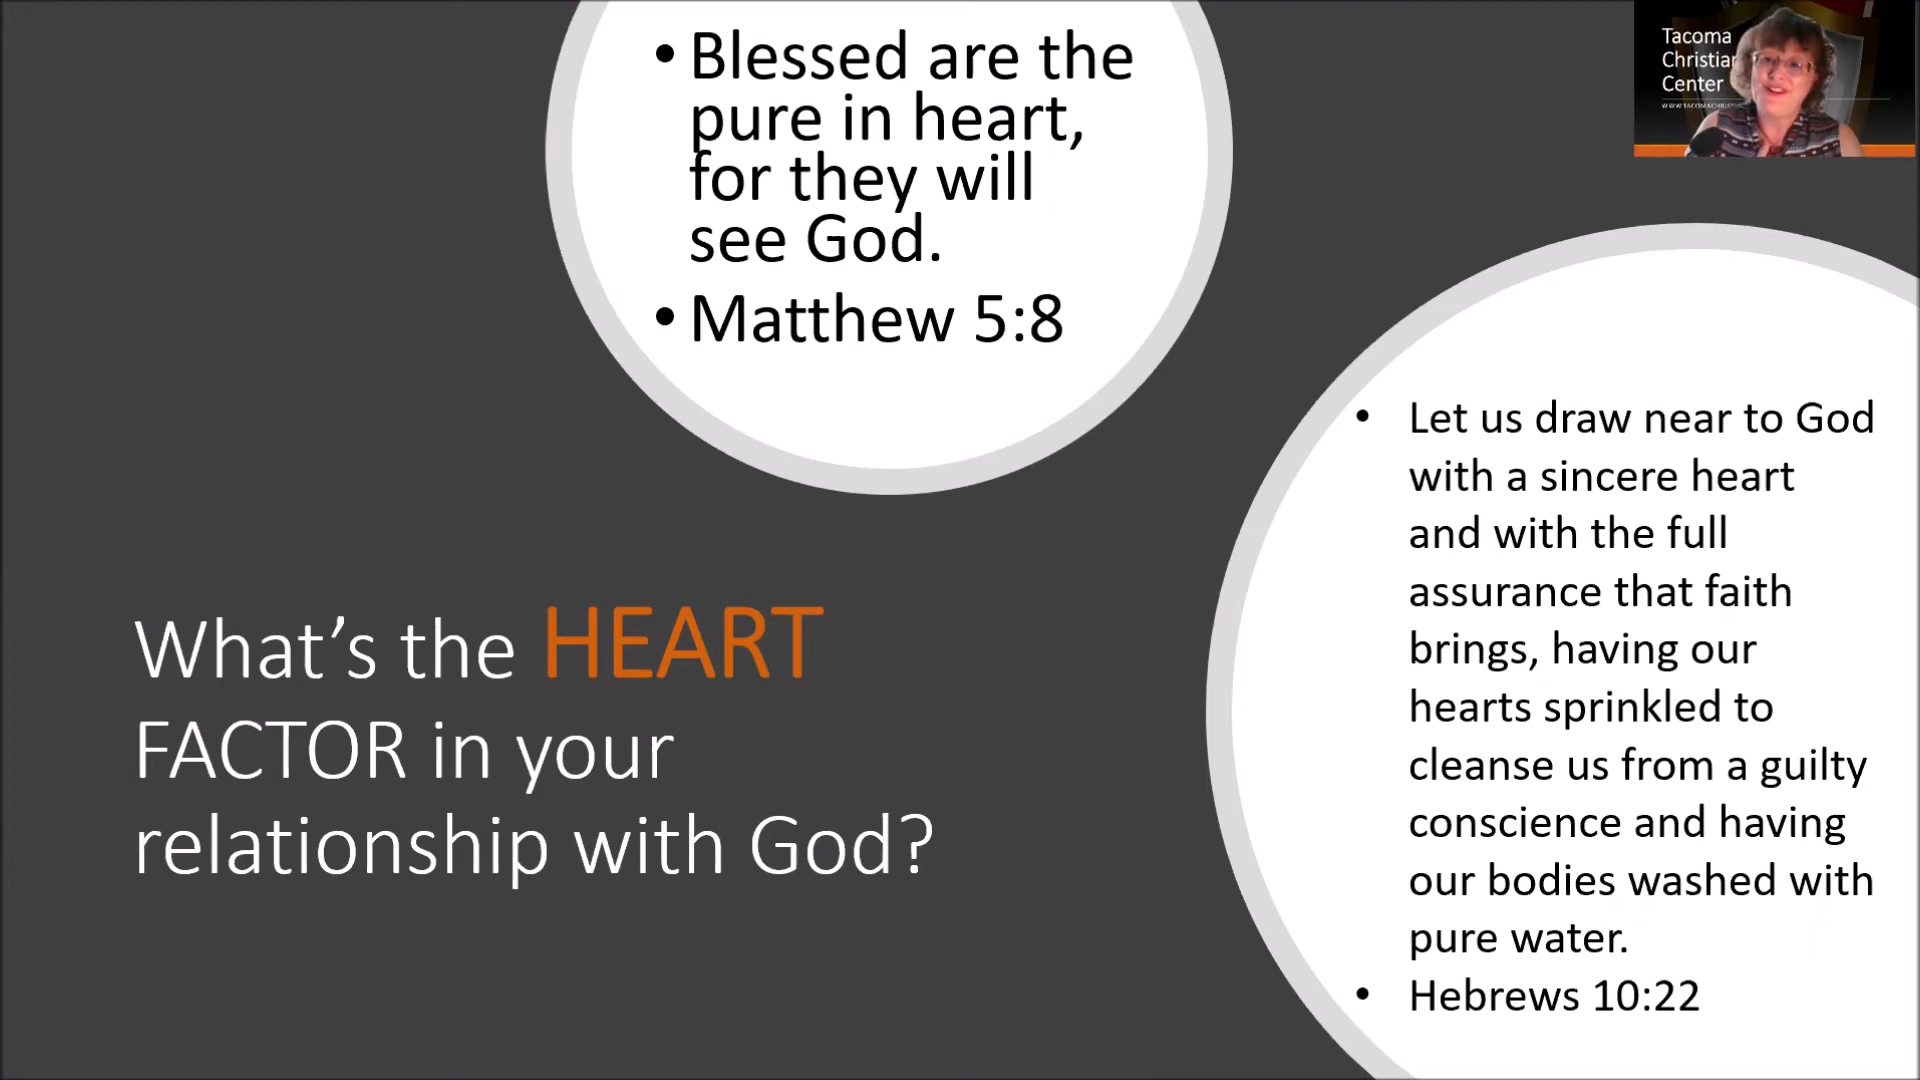 • Blessed are the
pure in heart,
for they will
see God.
• Matthew 5:8
Tacoma
Christian
Center
What’s the HEART
FACTOR in your
relationship with God?
• Let us draw near to God
with a sincere heart
and with the full
assurance that faith
brings, having our
hearts sprinkled to
cleanse us from a guilty
conscience and having
our bodies washed with
pure water.
• Hebrews 10:22